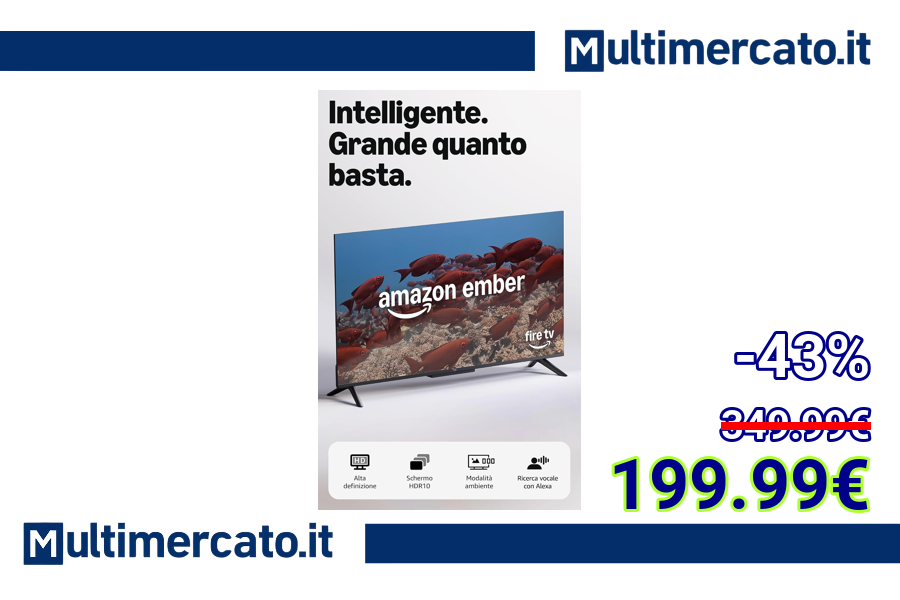 Multimercato.it
Intelligente.
Grande quanto
basta.
amazon ember
fire tv
-43%
349.99€
199.99€
HD
Alta
definizione
Schermo
HDR10
Modalità
ambiente
Ricerca vocale
con Alexa
Multimercato.it